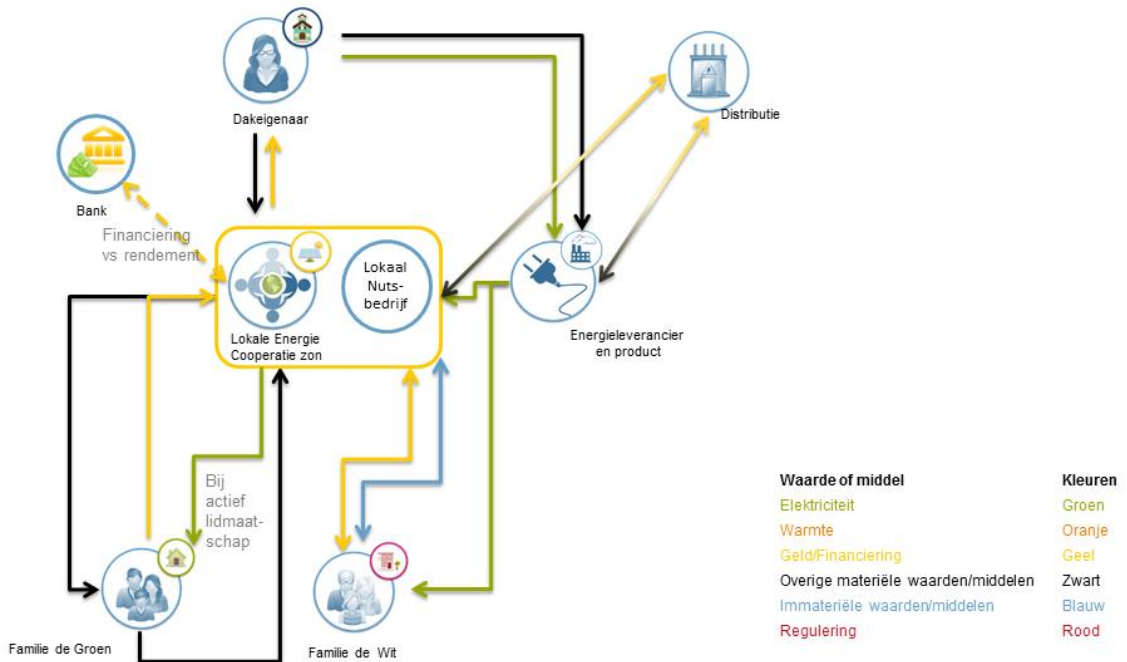 Dakeigenaar
Distributie
Bank
Financiering
vs rendement
Lokaal
Nuts-
bedrijf
Lokale Energie
Cooperatie zon
Energieleverancier
en product
Bij
actief
lidmaat-
schap
Familie de Groen
Familie de Wit
Waarde of middel Kleuren
Elektriciteit Groen
Warmte Oranje
Geld/Financiering Geel
Overige materiële waarden/middelen Zwart
Immateriële waarden/middelen Blauw
Regulering Rood